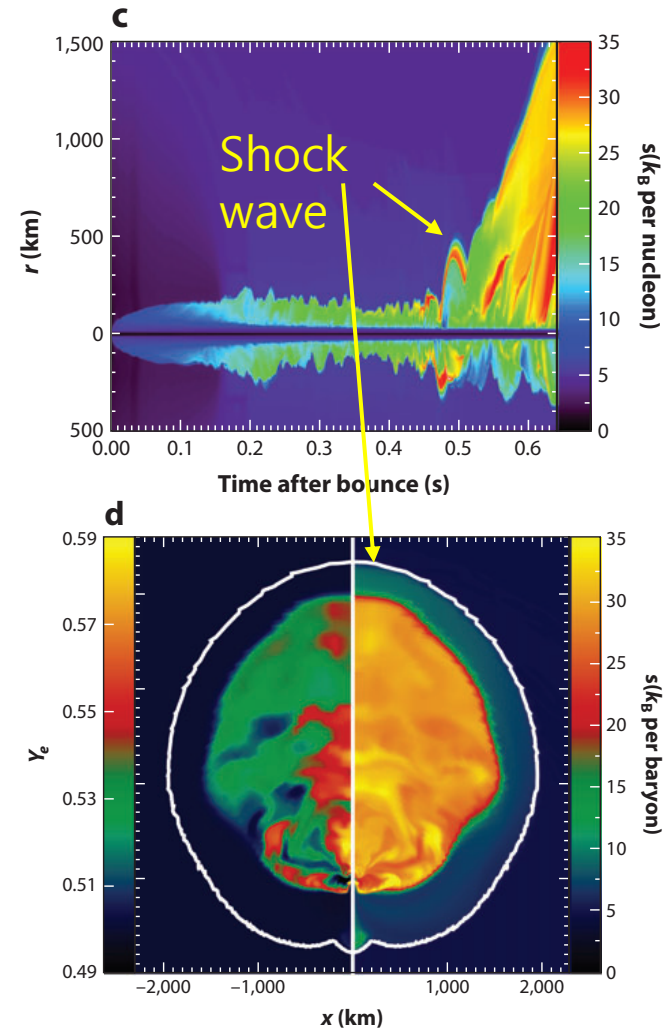 c
1,500
1,000
500
0
500
r (km)
Shock
wave
35
30
25
20
15
10
5
0
s(kB per nucleon)
0.00 0.1 0.2 0.3 0.4 0.5 0.6
Time after bounce (s)
d
0.59
0.57
0.55
0.53
0.51
0.49
Ye
35
30
25
20
15
10
5
0
s(kB per baryon)
−2,000 −1,000 0 1,000 2,000
x (km)